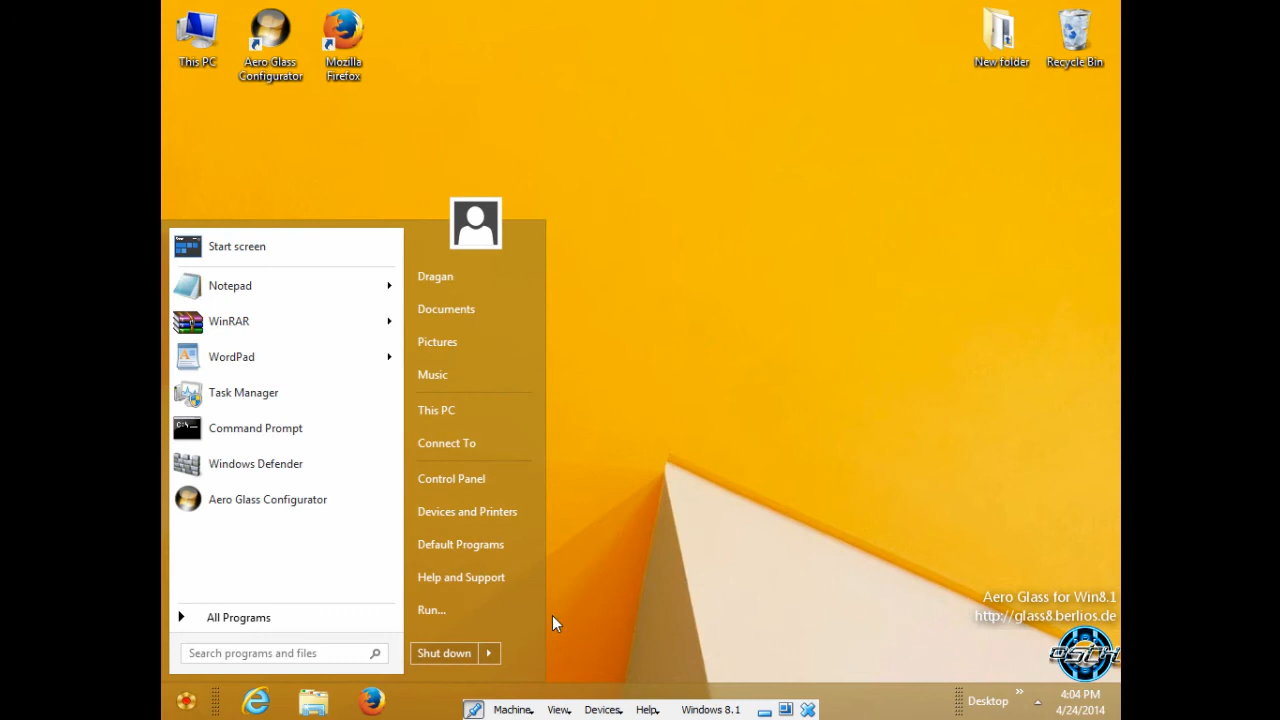 This PC
Aero Glass
Configurator
Mozilla
Firefox
New folder
Recycle Bin
Start screen
Notepad
WinRAR
WordPad
Task Manager
Command Prompt
Windows Defender
Aero Glass Configurator
All Programs
Search programs and files
Dragan
Documents
Pictures
Music
This PC
Connect To
Control Panel
Devices and Printers
Default Programs
Help and Support
Run...
Shut down
Aero Glass for Win8.1
http://glass8.berlios.de
Machine
View
Devices
Help
Windows 8.1
Desktop
4:04 PM
4/24/2014